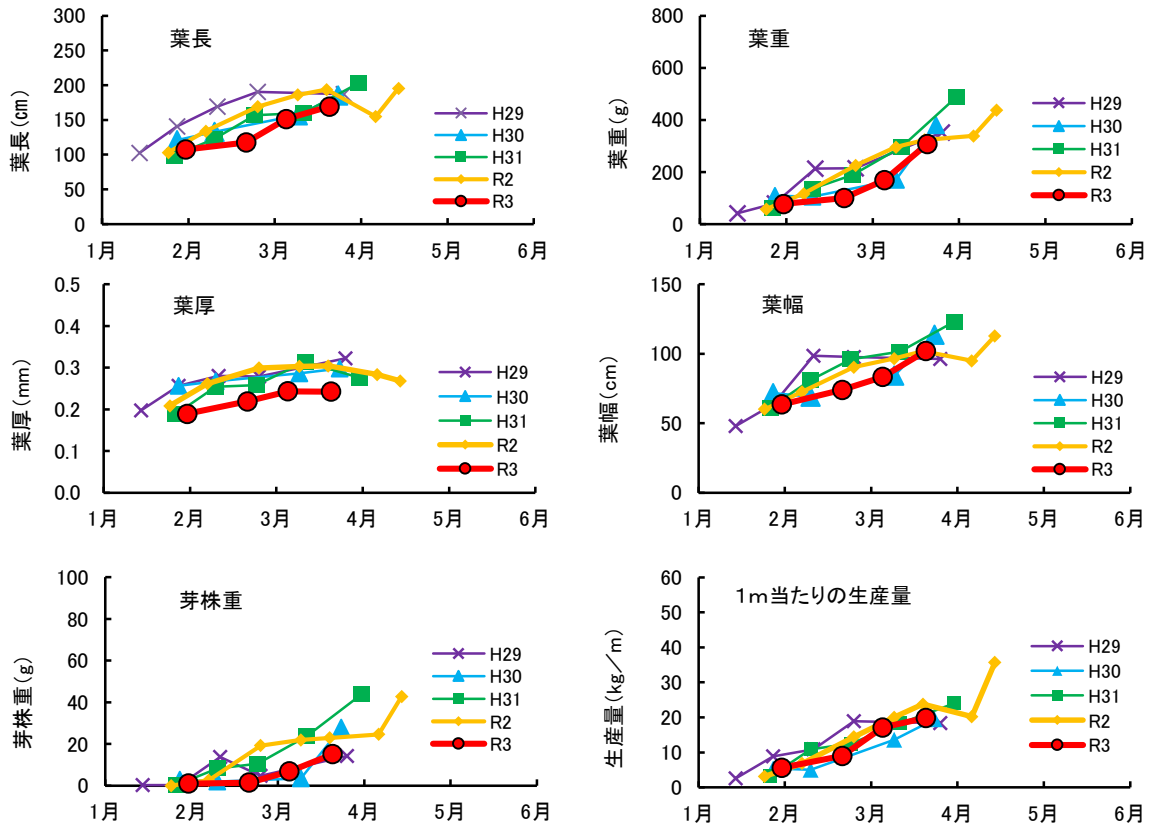 葉長
葉長(㎝)
300
250
200
150
100
50
0
1月 2月 3月 4月 5月 6月
H29
H30
H31
R2
R3
葉重
葉重(g)
800
600
400
200
0
1月 2月 3月 4月 5月 6月
H29
H30
H31
R2
R3
葉厚
葉厚(mm)
0.5
0.4
0.3
0.2
0.1
0.0
1月 2月 3月 4月 5月 6月
H29
H30
H31
R2
R3
葉幅
葉幅(cm)
150
100
50
0
1月 2月 3月 4月 5月 6月
H29
H30
H31
R2
R3
芽株重
芽株重(g)
100
80
60
40
20
0
1月 2月 3月 4月 5月 6月
H29
H30
H31
R2
R3
1m当たりの生産量
生産量(kg/m)
60
50
40
30
20
10
0
1月 2月 3月 4月 5月 6月
H29
H30
H31
R2
R3